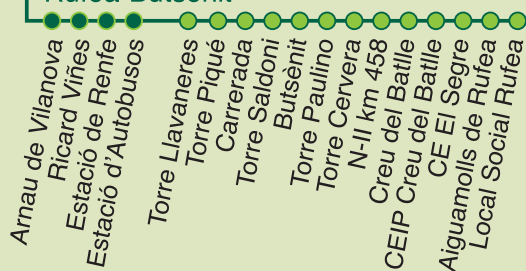 Rufea-Butsènit
Arnau de Vilanova
Ricard Viñes
Estació de Renfe
Estació d'Autobusos
Torre Llavaneres
Torre Piqué
Carrerada
Torre Saldoni
Butsènit
Torre Paulino
Torre Cervera
N-II km 458
Creu del Batlle
CEIP Creu del Batlle
CE El Segre
Aiguamolls de Rufea
Local Social Rufea